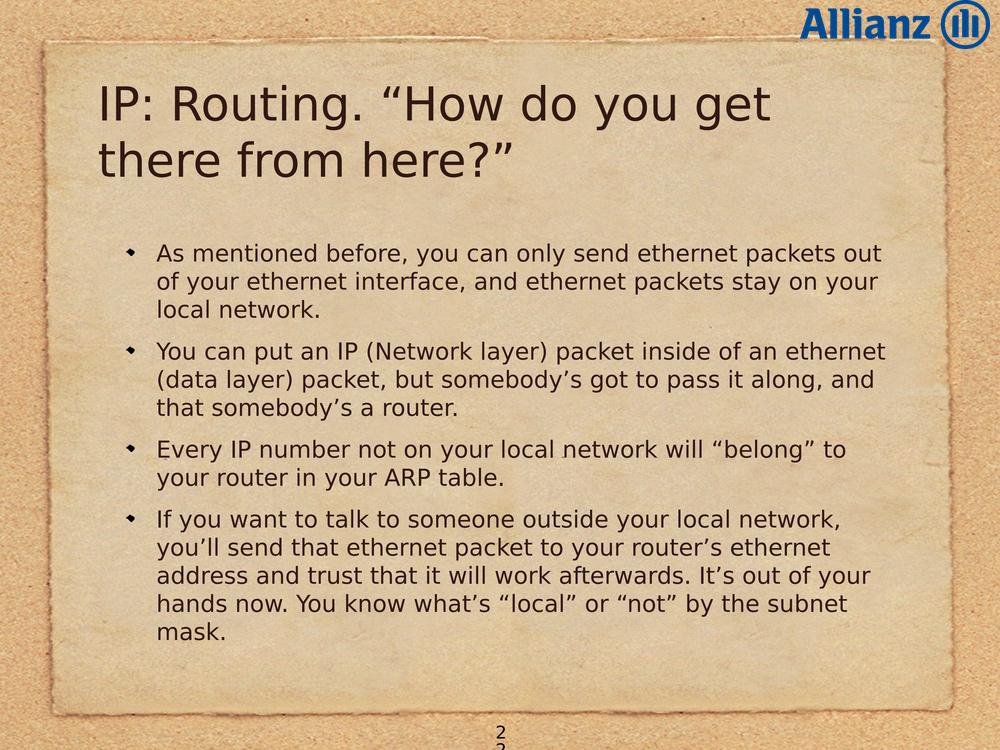 Allianz
IP: Routing. “How do you get
there from here?”
As mentioned before, you can only send ethernet packets out
of your ethernet interface, and ethernet packets stay on your
local network.
You can put an IP (Network layer) packet inside of an ethernet
(data layer) packet, but somebody’s got to pass it along, and
that somebody’s a router.
Every IP number not on your local network will “belong” to
your router in your ARP table.
If you want to talk to someone outside your local network,
you’ll send that ethernet packet to your router’s ethernet
address and trust that it will work afterwards. It’s out of your
hands now. You know what’s “local” or “not” by the subnet
mask.
2
2